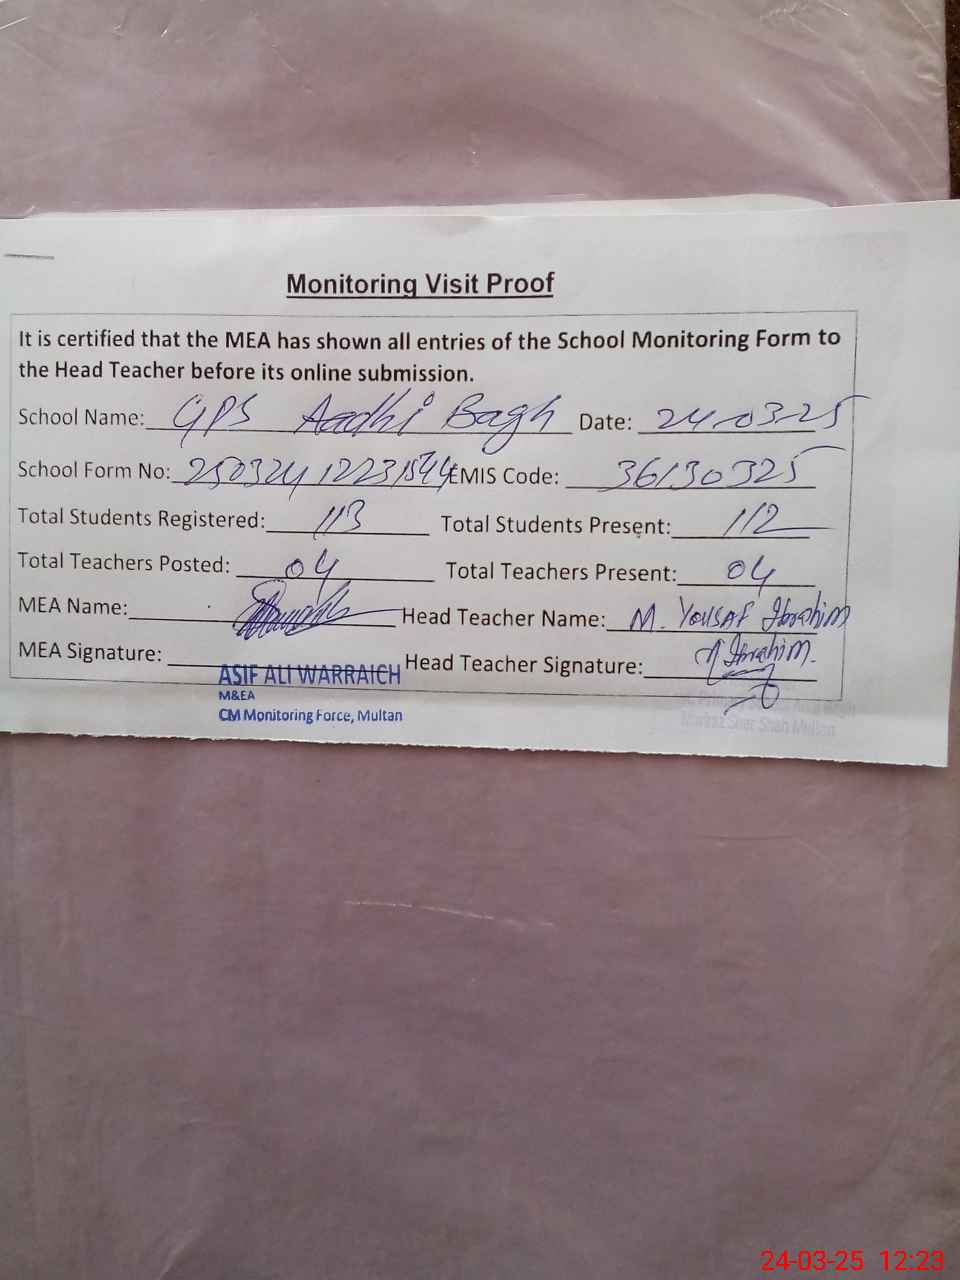 Monitoring Visit Proof
It is certified that the MEA has shown all entries of the School Monitoring Form to
the Head Teacher before its online submission.
School Name: GPS Aadhi Bagh Date: 24-03-25
School Form No: EMIS Code: 36130325
Total Students Registered: 113 Total Students Present: 112
Total Teachers Posted: 04 Total Teachers Present: 04
MEA Name: Head Teacher Name: M. Yousaf Ibrahim
MEA Signature: Head Teacher Signature: Ibrahim.
ASIF ALI WARRAICH
M&EA
CM Monitoring Force, Multan
Sher Shah Multan
24-03-25 12:23